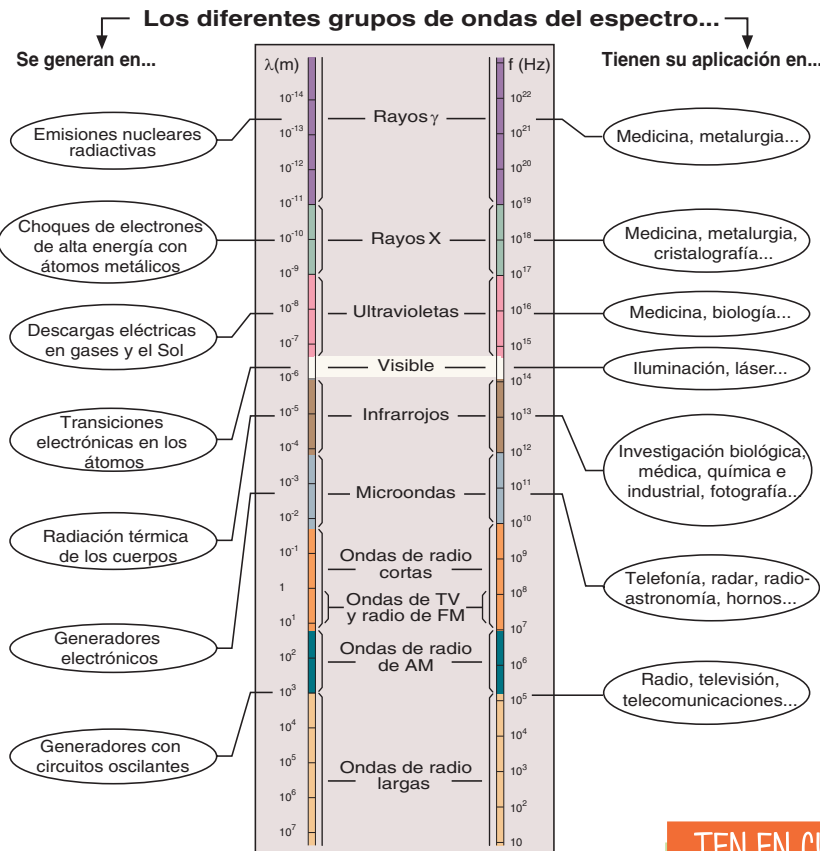 Los diferentes grupos de ondas del espectro...
Se generan en...
Tienen su aplicación en...
Emisiones nucleares
radiactivas
Choques de electrones
de alta energía con
átomos metálicos
Descargas eléctricas
en gases y el Sol
Transiciones
electrónicas en los
átomos
Radiación térmica
de los cuerpos
Generadores
electrónicos
Generadores con
circuitos oscilantes
λ(m)
10⁻¹⁴
10⁻¹³
10⁻¹²
10⁻¹¹
10⁻¹⁰
10⁻⁹
10⁻⁸
10⁻⁷
10⁻⁶
10⁻⁵
10⁻⁴
10⁻³
10⁻²
10⁻¹
1
10¹
10²
10³
10⁴
10⁵
10⁶
10⁷
Rayos γ
Rayos X
Ultravioletas
Visible
Infrarrojos
Microondas
Ondas de radio
cortas
Ondas de TV
y radio de FM
Ondas de radio
de AM
Ondas de radio
largas
f (Hz)
10²²
10²¹
10²⁰
10¹⁹
10¹⁸
10¹⁷
10¹⁶
10¹⁵
10¹⁴
10¹³
10¹²
10¹¹
10¹⁰
10⁹
10⁸
10⁷
10⁶
10⁵
10⁴
10³
10²
10
Medicina, metalurgia...
Medicina, metalurgia,
cristalografía...
Medicina, biología...
Iluminación, láser...
Investigación biológica,
médica, química e
industrial, fotografía...
Telefonía, radar, radio-
astronomía, hornos...
Radio, televisión,
telecomunicaciones...
TEN EN